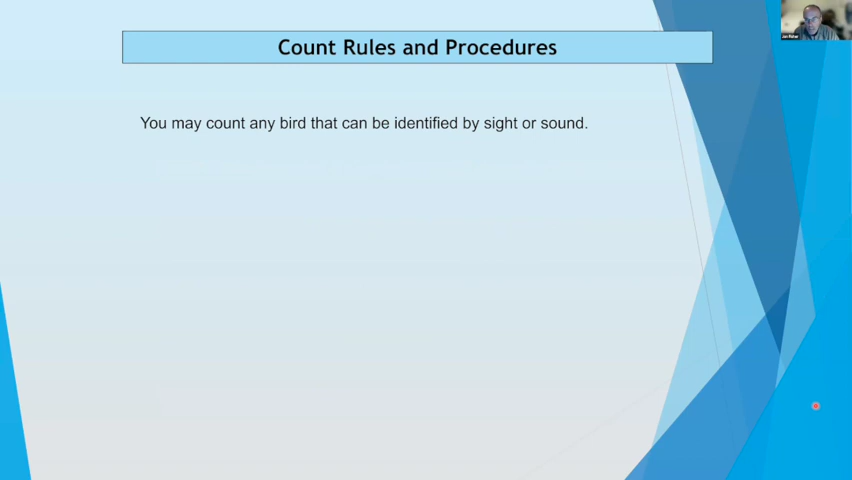 Count Rules and Procedures
You may count any bird that can be identified by sight or sound.